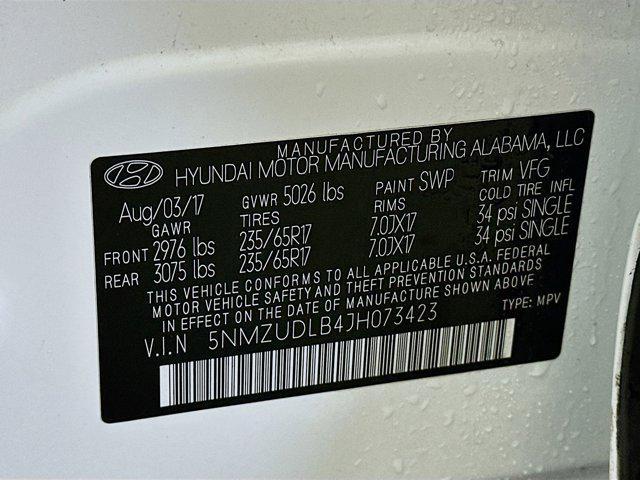 MANUFACTURED BY
HYUNDAI MOTOR MANUFACTURING ALABAMA, LLC
Aug/03/17 GVWR 5026 lbs PAINT SWP TRIM VFG
GAWR TIRES RIMS COLD TIRE INFL
FRONT 2976 lbs 235/65R17 7.0JX17 34 psi SINGLE
REAR 3075 lbs 235/65R17 7.0JX17 34 psi SINGLE
THIS VEHICLE CONFORMS TO ALL APPLICABLE U.S.A. FEDERAL
MOTOR VEHICLE SAFETY AND THEFT PREVENTION STANDARDS
IN EFFECT ON THE DATE OF MANUFACTURE SHOWN ABOVE
V.I.N 5NMZUDLB4JH073423 TYPE: MPV